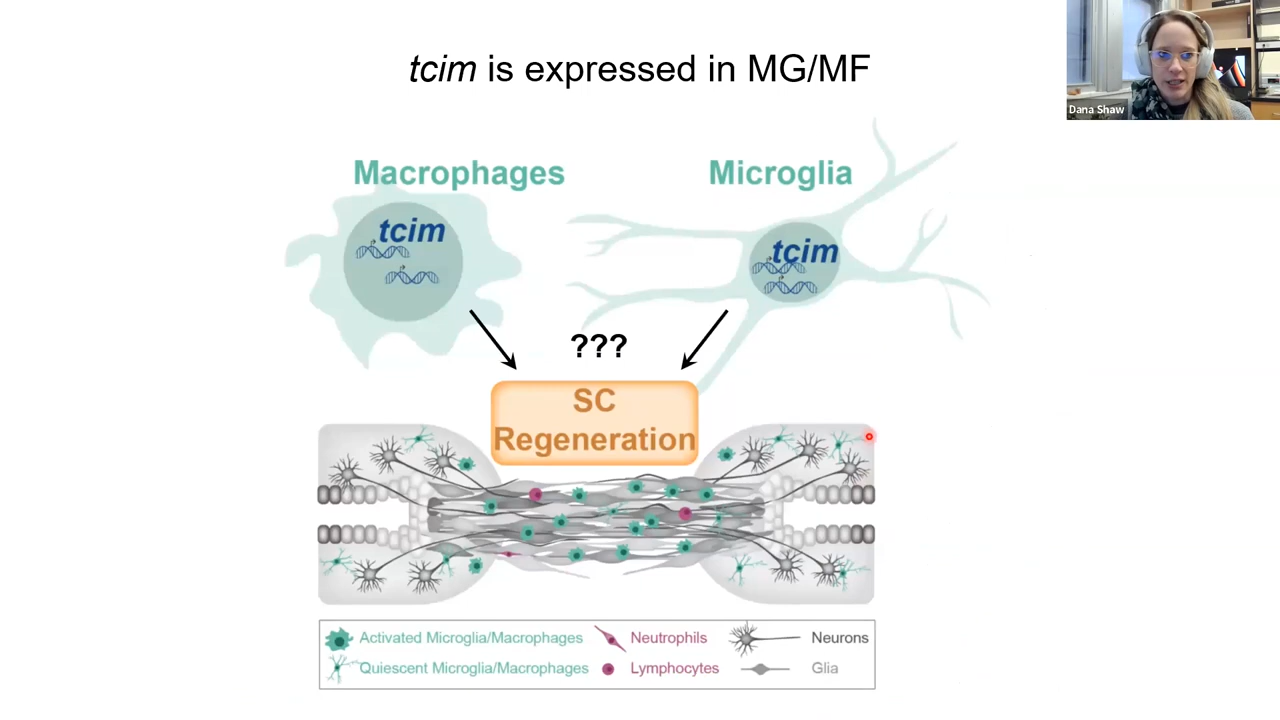 tcim is expressed in MG/MF
Dana Shaw
Macrophages
Microglia
tcim
tcim
???
SC
Regeneration
Activated Microglia/Macrophages
Neutrophils
Neurons
Quiescent Microglia/Macrophages
Lymphocytes
Glia